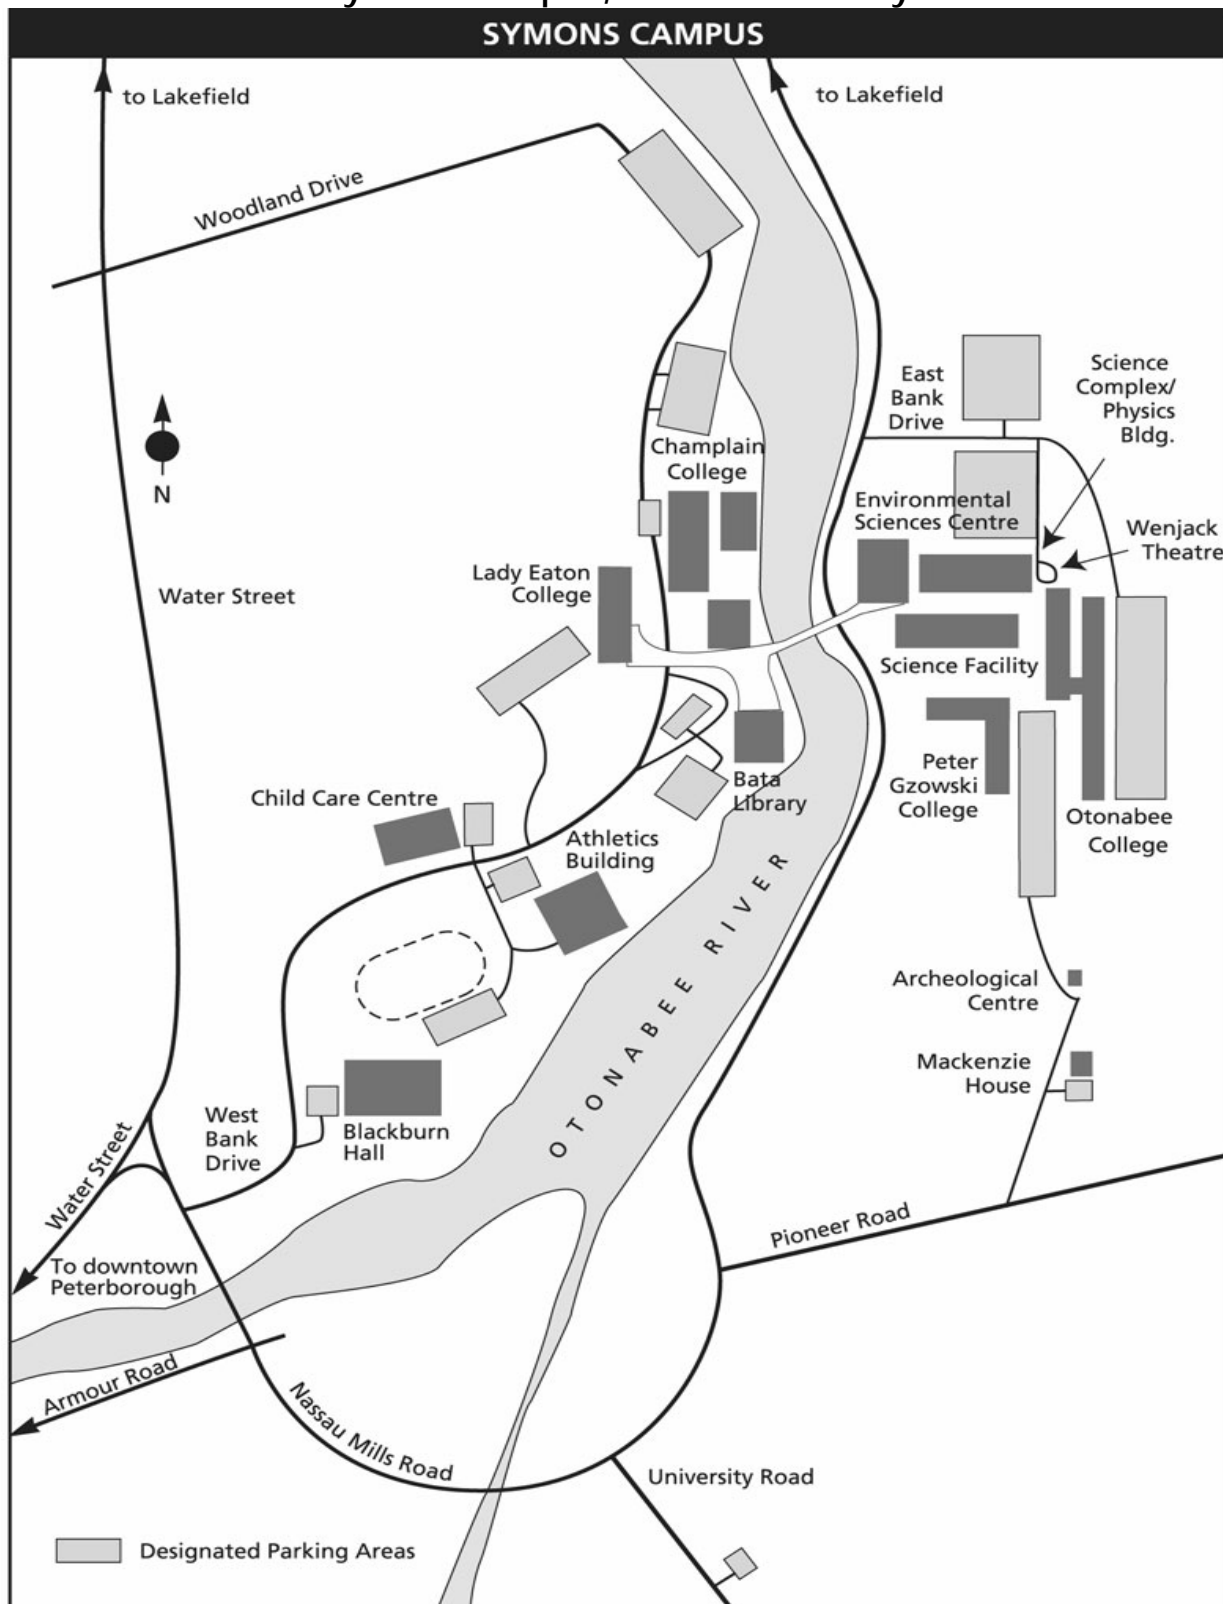 SYMONS CAMPUS
to Lakefield
to Lakefield
Woodland Drive
East
Bank
Drive
Science
Complex/
Physics
Bldg.
Champlain
College
N
Environmental
Sciences Centre
Wenjack
Theatre
Lady Eaton
College
Water Street
Science Facility
Peter
Gzowski
College
Bata
Library
Child Care Centre
Otonabee
College
Athletics
Building
OTONABEE RIVER
Archeological
Centre
Mackenzie
House
West
Bank
Drive
Blackburn
Hall
Water Street
Pioneer Road
To downtown
Peterborough
Armour Road
Nassau Mills Road
University Road
Designated Parking Areas